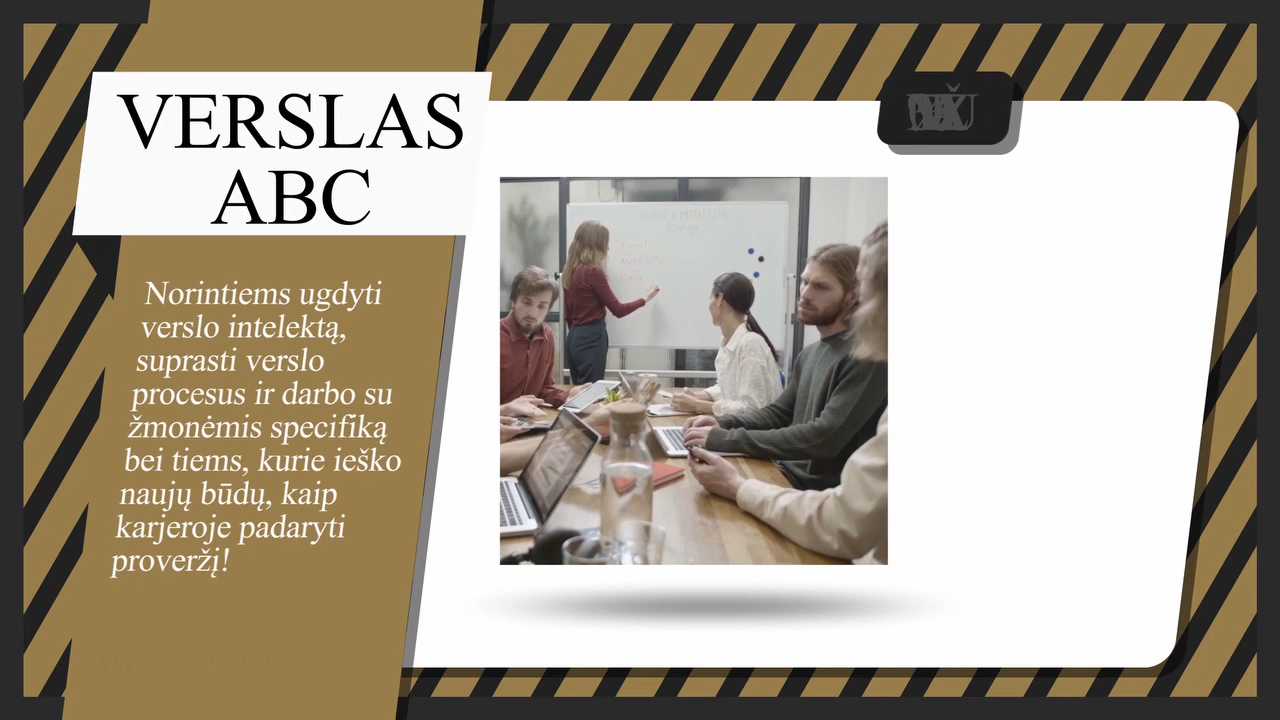 VERSLAS
ABC
Norintiems ugdyti
verslo intelektą,
suprasti verslo
procesus ir darbo su
žmonėmis specifiką
bei tiems, kurie ieško
naujų būdų, kaip
karjeroje padaryti
proveržį!